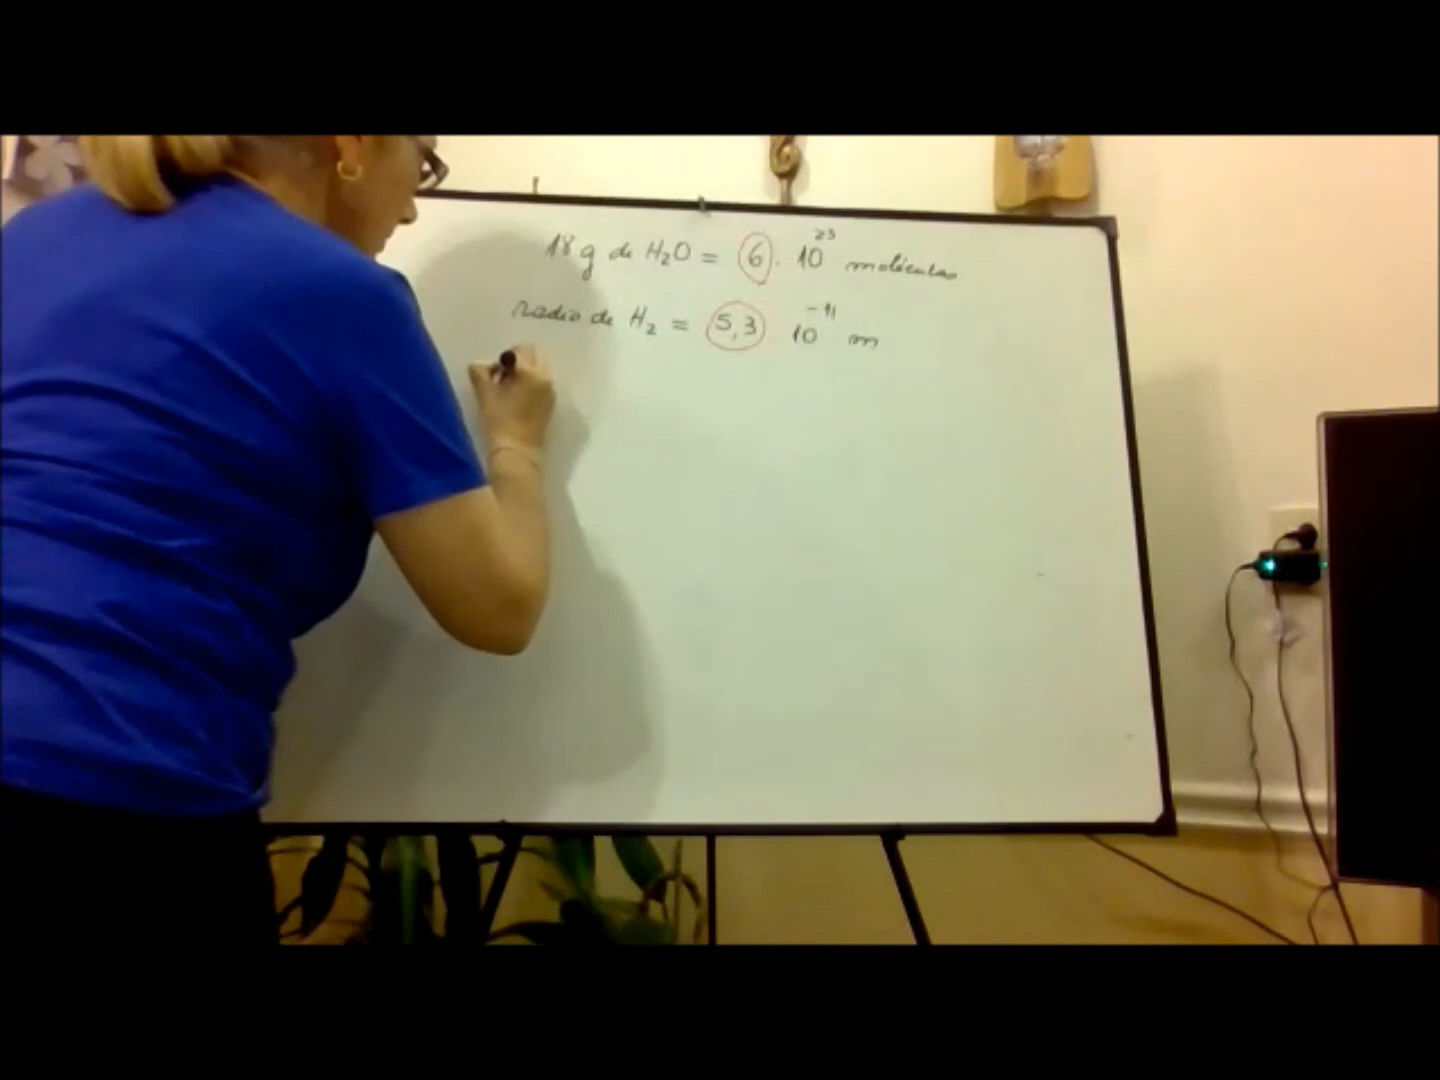 18 g de H₂O = 6 . 10²³ moléculas
radio de H₂ = 5,3 . 10⁻¹¹ m